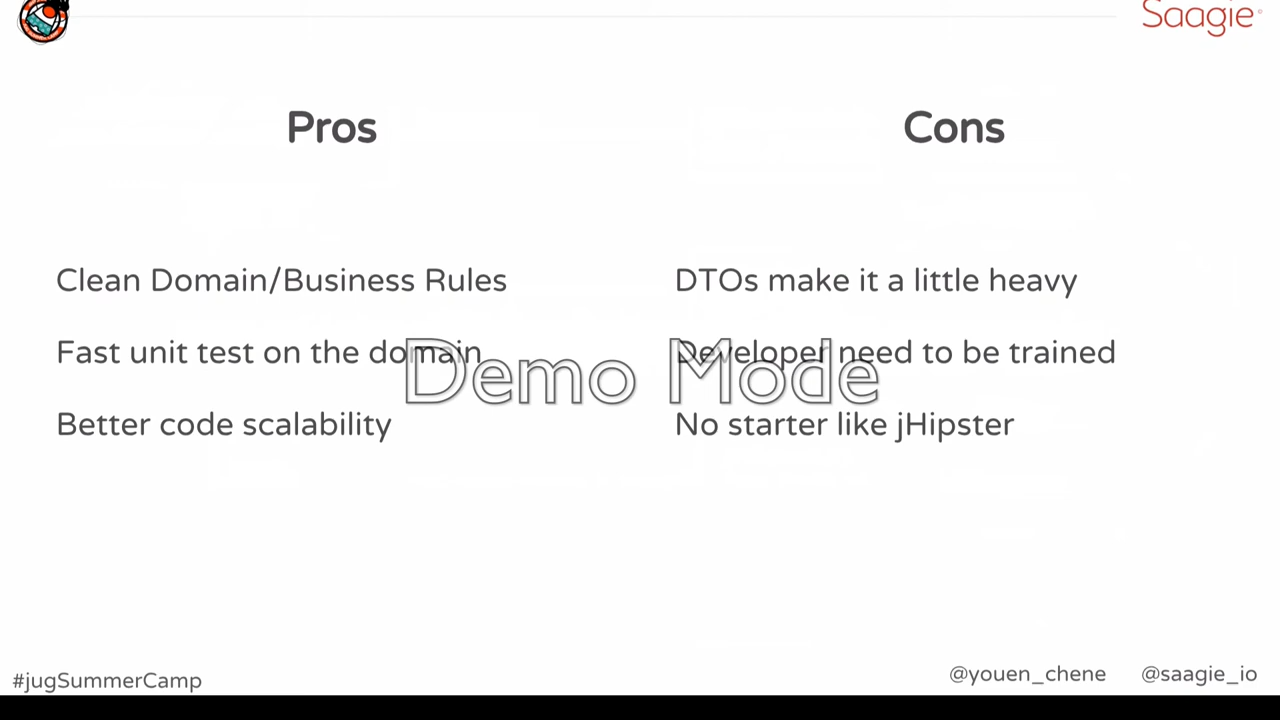 Saagie
Pros
Cons
Clean Domain/Business Rules
Fast unit test on the domain
Better code scalability
DTOs make it a little heavy
Developer need to be trained
No starter like jHipster
Demo Mode
#jugSummerCamp
@youen_chene @saagie_io